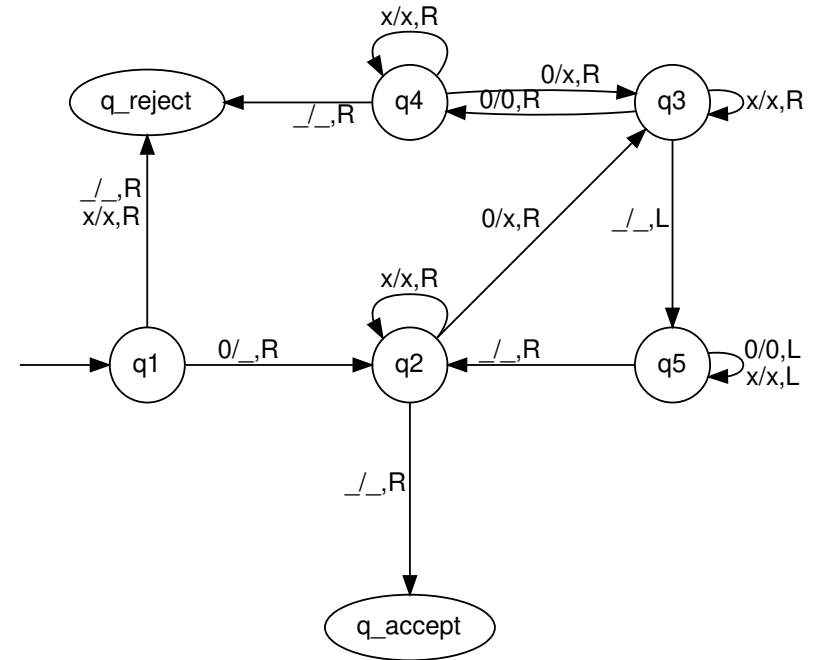 x/x,R
0/x,R
q_reject
q4
0/0,R
q3
x/x,R
_/_,R
_/_,R
x/x,R
0/x,R
_/_,L
x/x,R
q1
0/_,R
q2
_/_,R
q5
0/0,L
x/x,L
_/_,R
q_accept